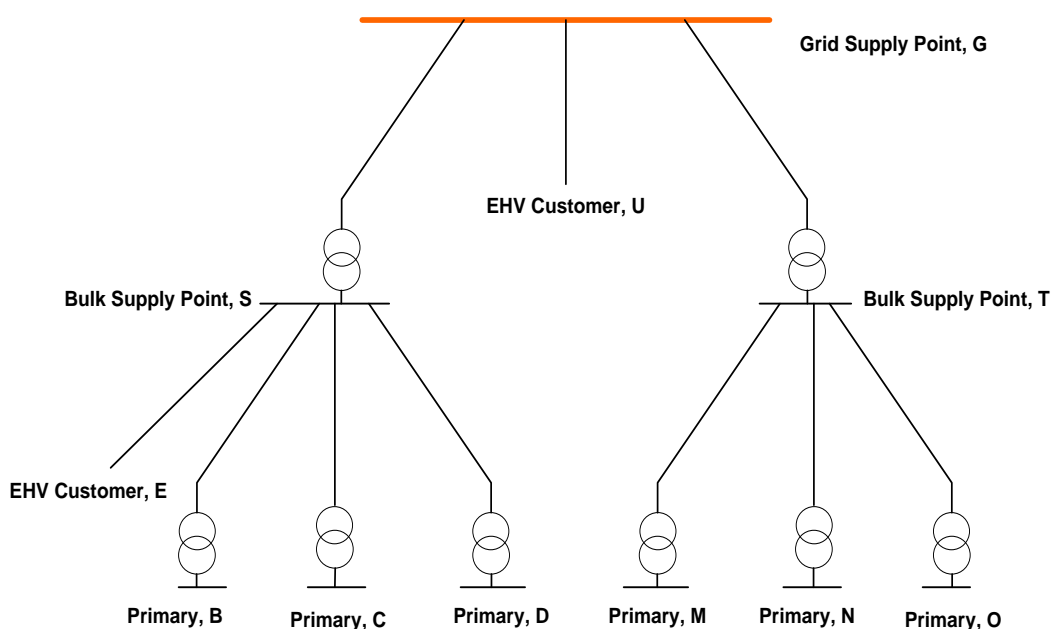 Grid Supply Point, G
EHV Customer, U
Bulk Supply Point, S
Bulk Supply Point, T
EHV Customer, E
Primary, B
Primary, C
Primary, D
Primary, M
Primary, N
Primary, O